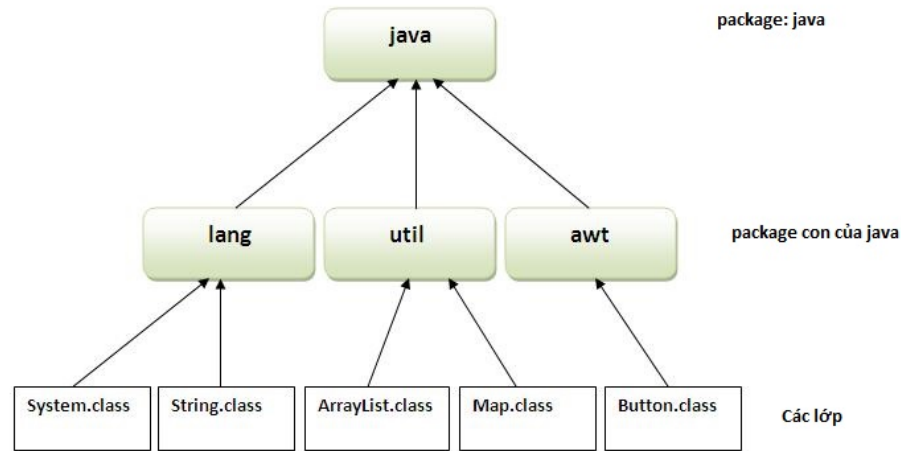 java
package: java
lang
util
awt
package con của java
System.class
String.class
ArrayList.class
Map.class
Button.class
Các lớp